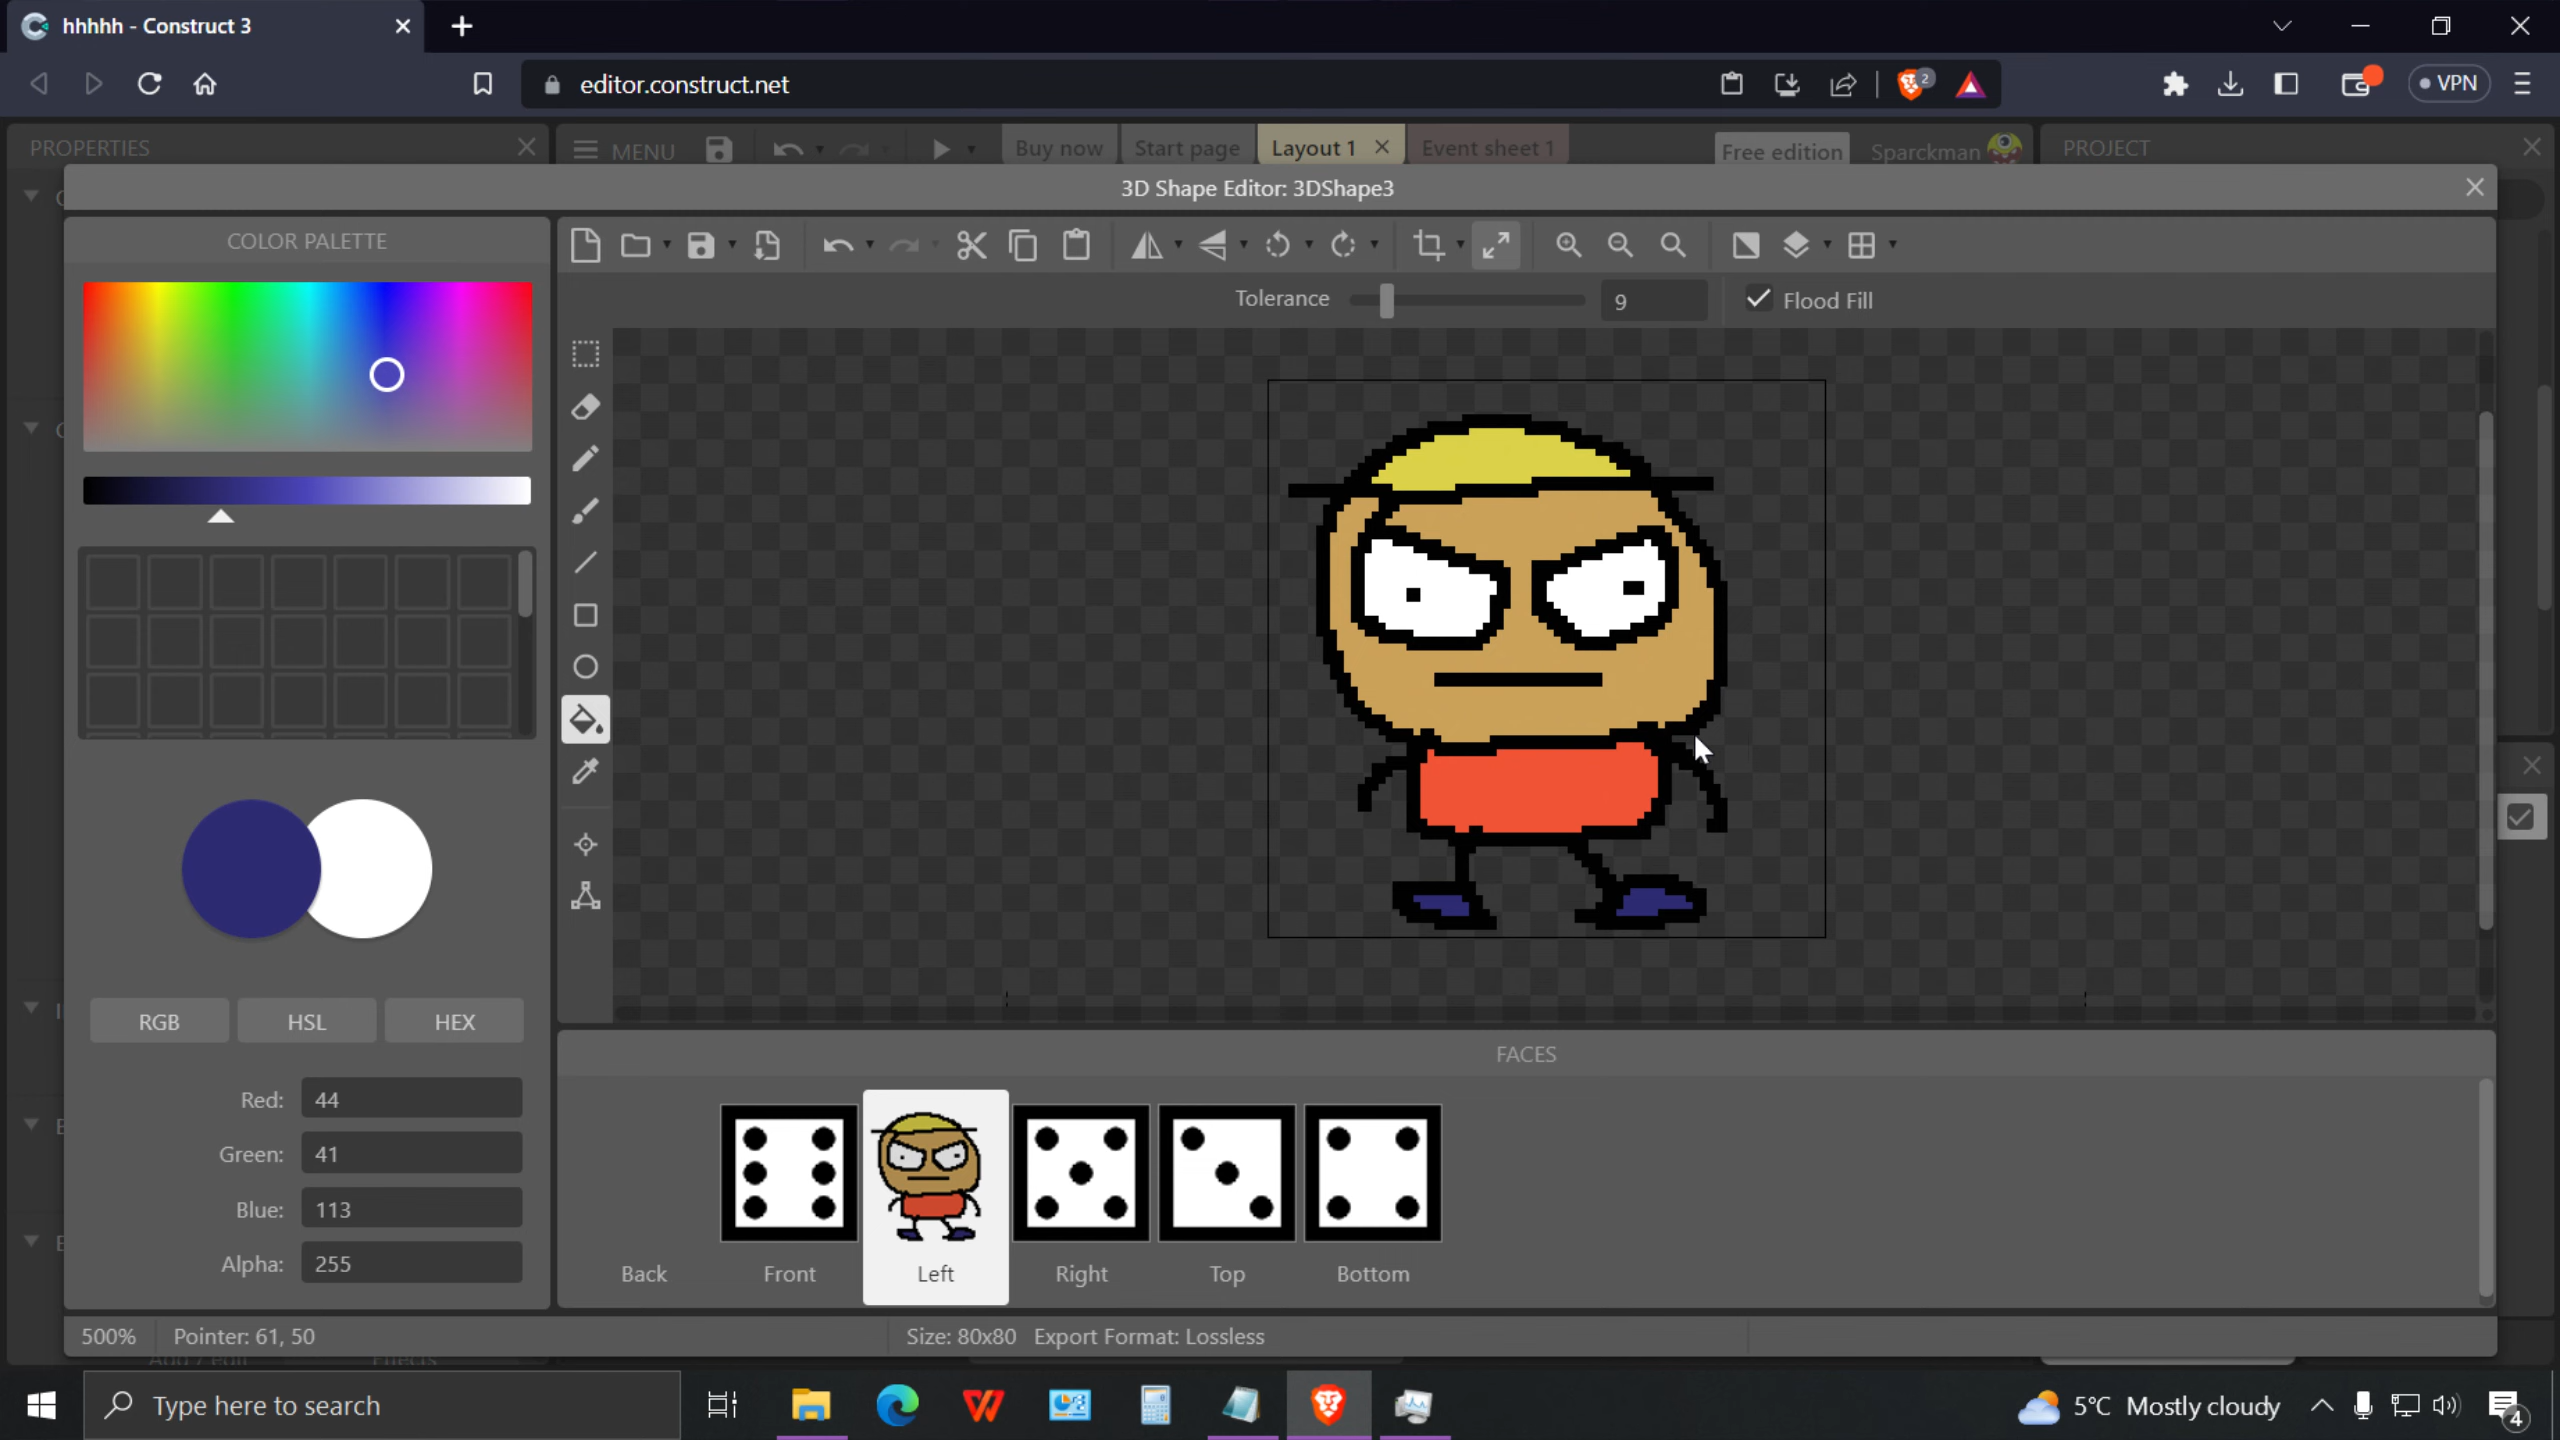 hhhhh - Construct 3
editor.construct.net
2
VPN
PROPERTIES
MENU
Buy now
Start page
Layout 1
Event sheet 1
Free edition
Sparckman
PROJECT
3D Shape Editor: 3DShape3
COLOR PALETTE
Tolerance
9
Flood Fill
RGB
HSL
HEX
Red:
44
Green:
41
Blue:
113
Alpha:
255
FACES
Back
Front
Left
Right
Top
Bottom
500%
Pointer: 61, 50
Size: 80x80
Export Format: Lossless
Type here to search
5°C Mostly cloudy
4